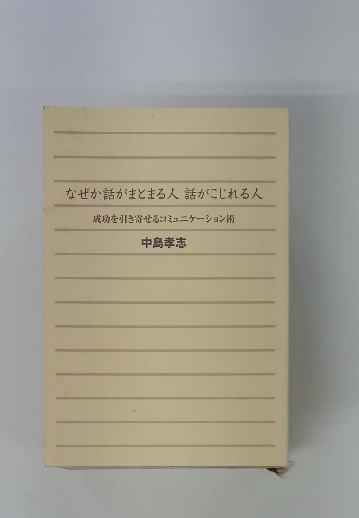 なぜか話がまとまる人 話がこじれる人
成功を引き寄せるコミュニケーション術
中島孝志